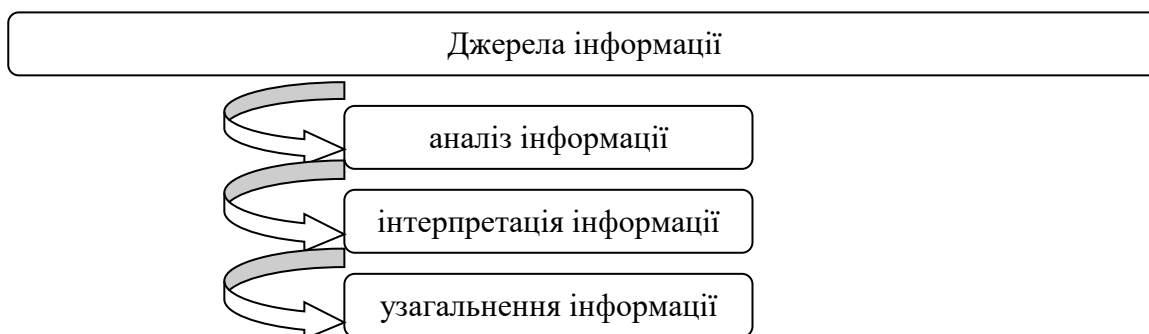 Джерела інформації
аналіз інформації
інтерпретація інформації
узагальнення інформації